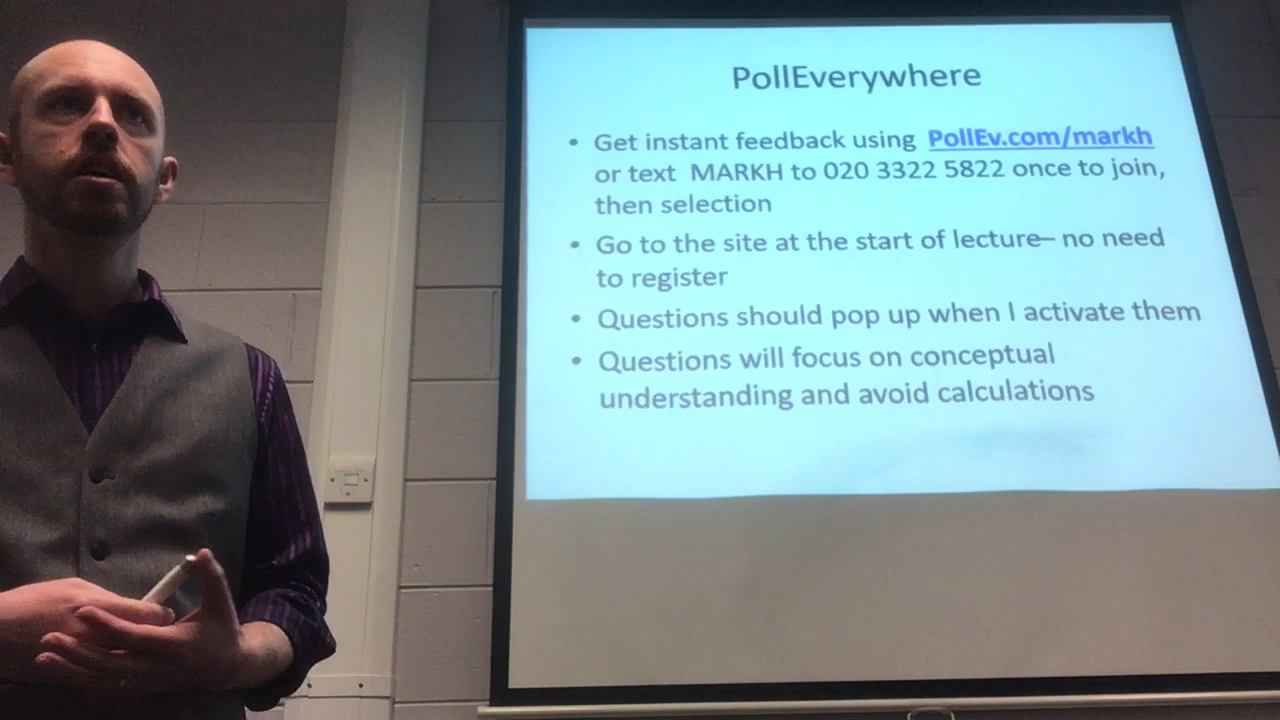 PollEverywhere
• Get instant feedback using PollEv.com/markh
or text MARKH to 020 3322 5822 once to join,
then selection
• Go to the site at the start of lecture– no need
to register
• Questions should pop up when I activate them
• Questions will focus on conceptual
understanding and avoid calculations